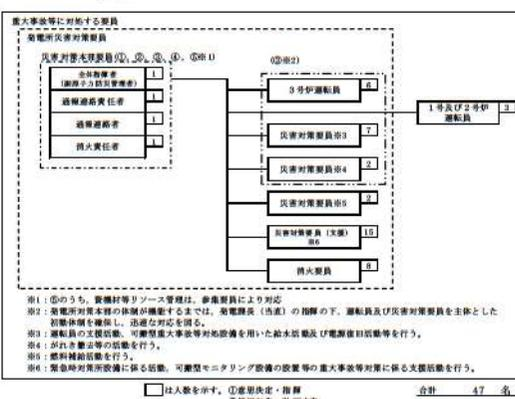 重大事故等に対処する要員
発電所災害対策要員
災害対策本部要員(①, ②, ③, ④, ⑤※1)
(②※2)
全体指揮者
(副原子力防災管理者)
1
通報連絡責任者
1
通報連絡者
1
消火責任者
1
3号炉運転員
6
災害対策要員※3
7
災害対策要員※4
2
災害対策要員※5
2
災害対策要員(支援)
※6
15
消火要員
8
1号及び2号炉
運転員
3
※1:⑤のうち、資機材等リソース管理は、参集要員により対応
※2:発電所対策本部の体制が機能するまでは、発電課長(当直)の指揮の下、運転員及び災害対策要員を主体とした
初動体制を確保し、迅速な対応を図る。
※3:運転員の支援活動、可搬型重大事故等対処設備を用いた給水活動及び電源復旧活動等を行う。
※4:がれき撤去等の活動を行う。
※5:燃料補給活動を行う。
※6:緊急時対策所設備に係る活動、可搬型モニタリング設備の設置等の重大事故等対策に係る支援活動を行う。
は人数を示す。①意思決定・指揮
合計 47 名